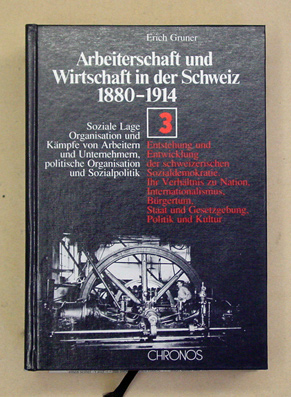 Erich Gruner
Arbeiterschaft und
Wirtschaft in der Schweiz
1880–1914
Soziale Lage
Organisation und
Kämpfe von Arbeitern
und Unternehmern,
politische Organisation
und Sozialpolitik
3
Entstehung und
Entwicklung
der schweizerischen
Sozialdemokratie.
Ihr Verhältnis zu Nation,
Internationalismus,
Bürgertum,
Staat und Gesetzgebung,
Politik und Kultur
CHRONOS